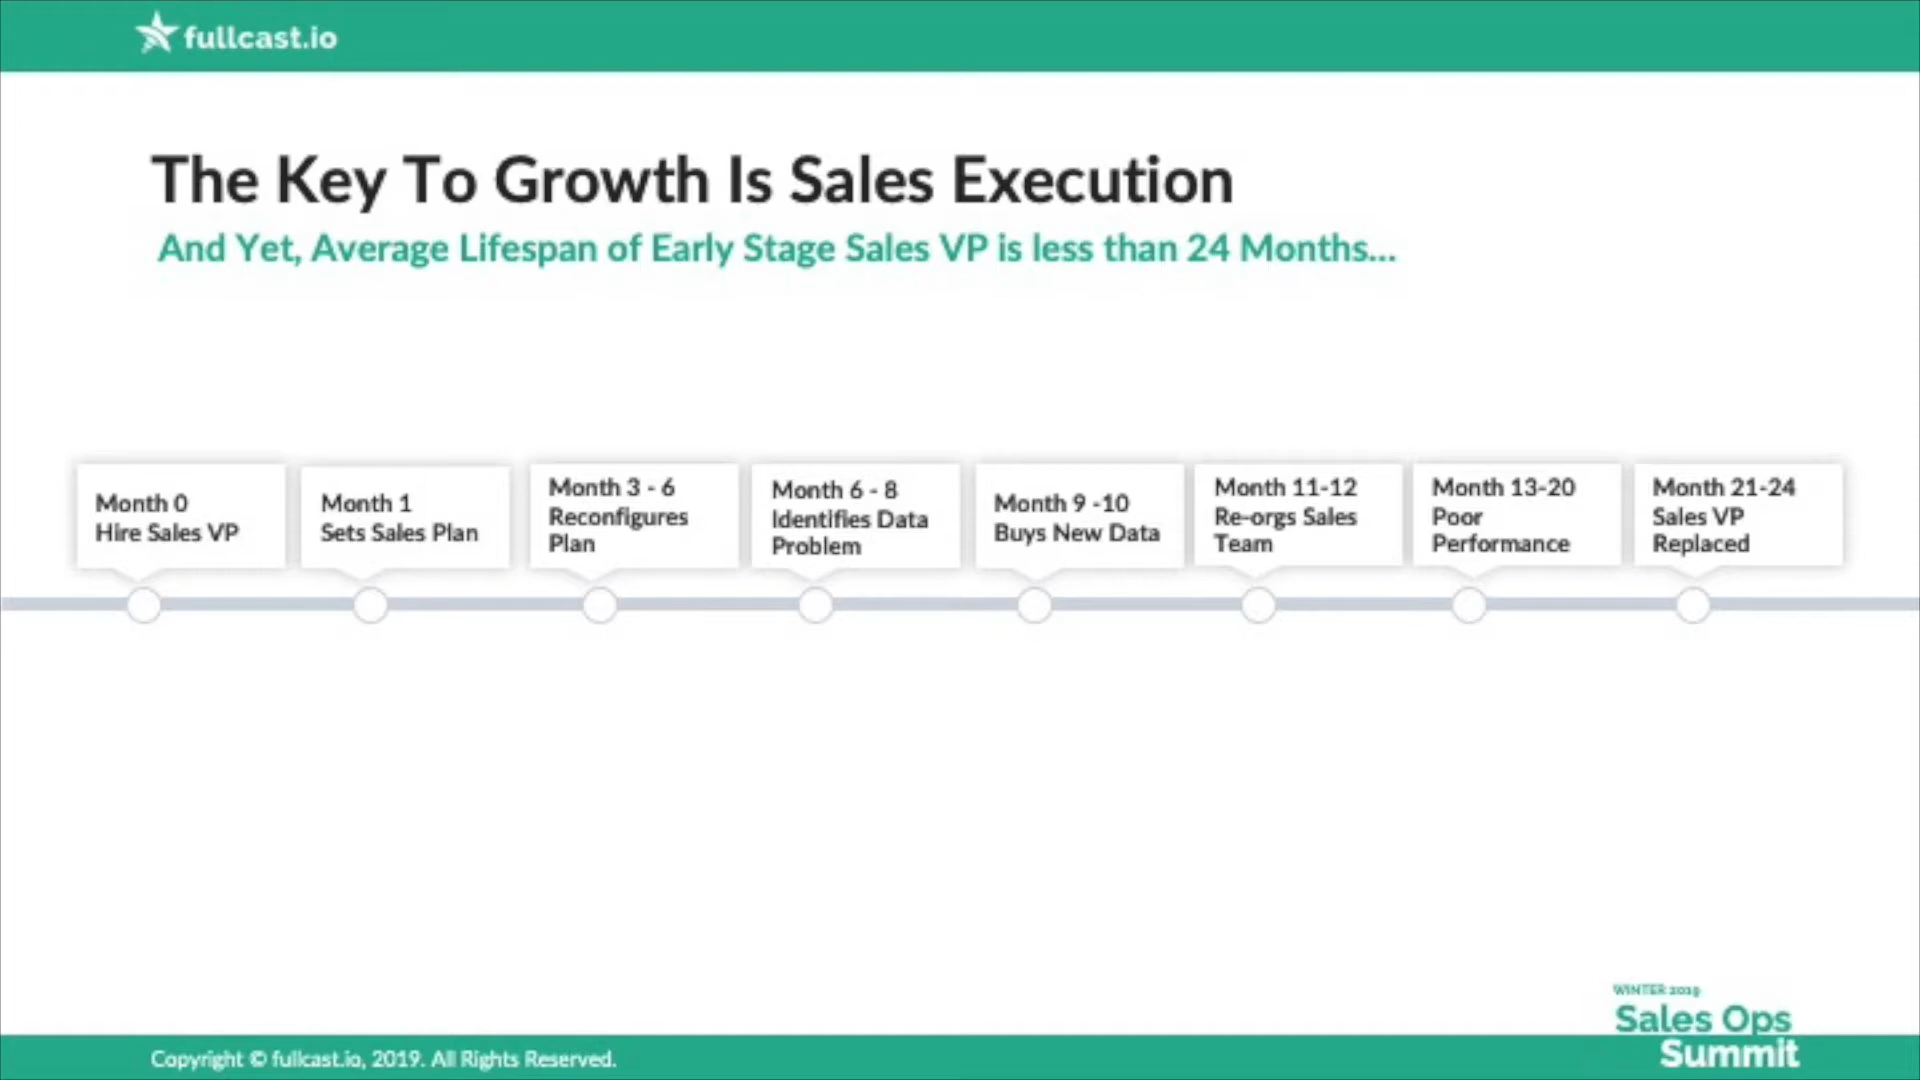 fullcast.io
The Key To Growth Is Sales Execution
And Yet, Average Lifespan of Early Stage Sales VP is less than 24 Months...
Month 0
Hire Sales VP
Month 1
Sets Sales Plan
Month 3 - 6
Reconfigures
Plan
Month 6 - 8
Identifies Data
Problem
Month 9 -10
Buys New Data
Month 11-12
Re-orgs Sales
Team
Month 13-20
Poor
Performance
Month 21-24
Sales VP
Replaced
WINTER 2019
Sales Ops
Summit
Copyright © fullcast.io, 2019. All Rights Reserved.